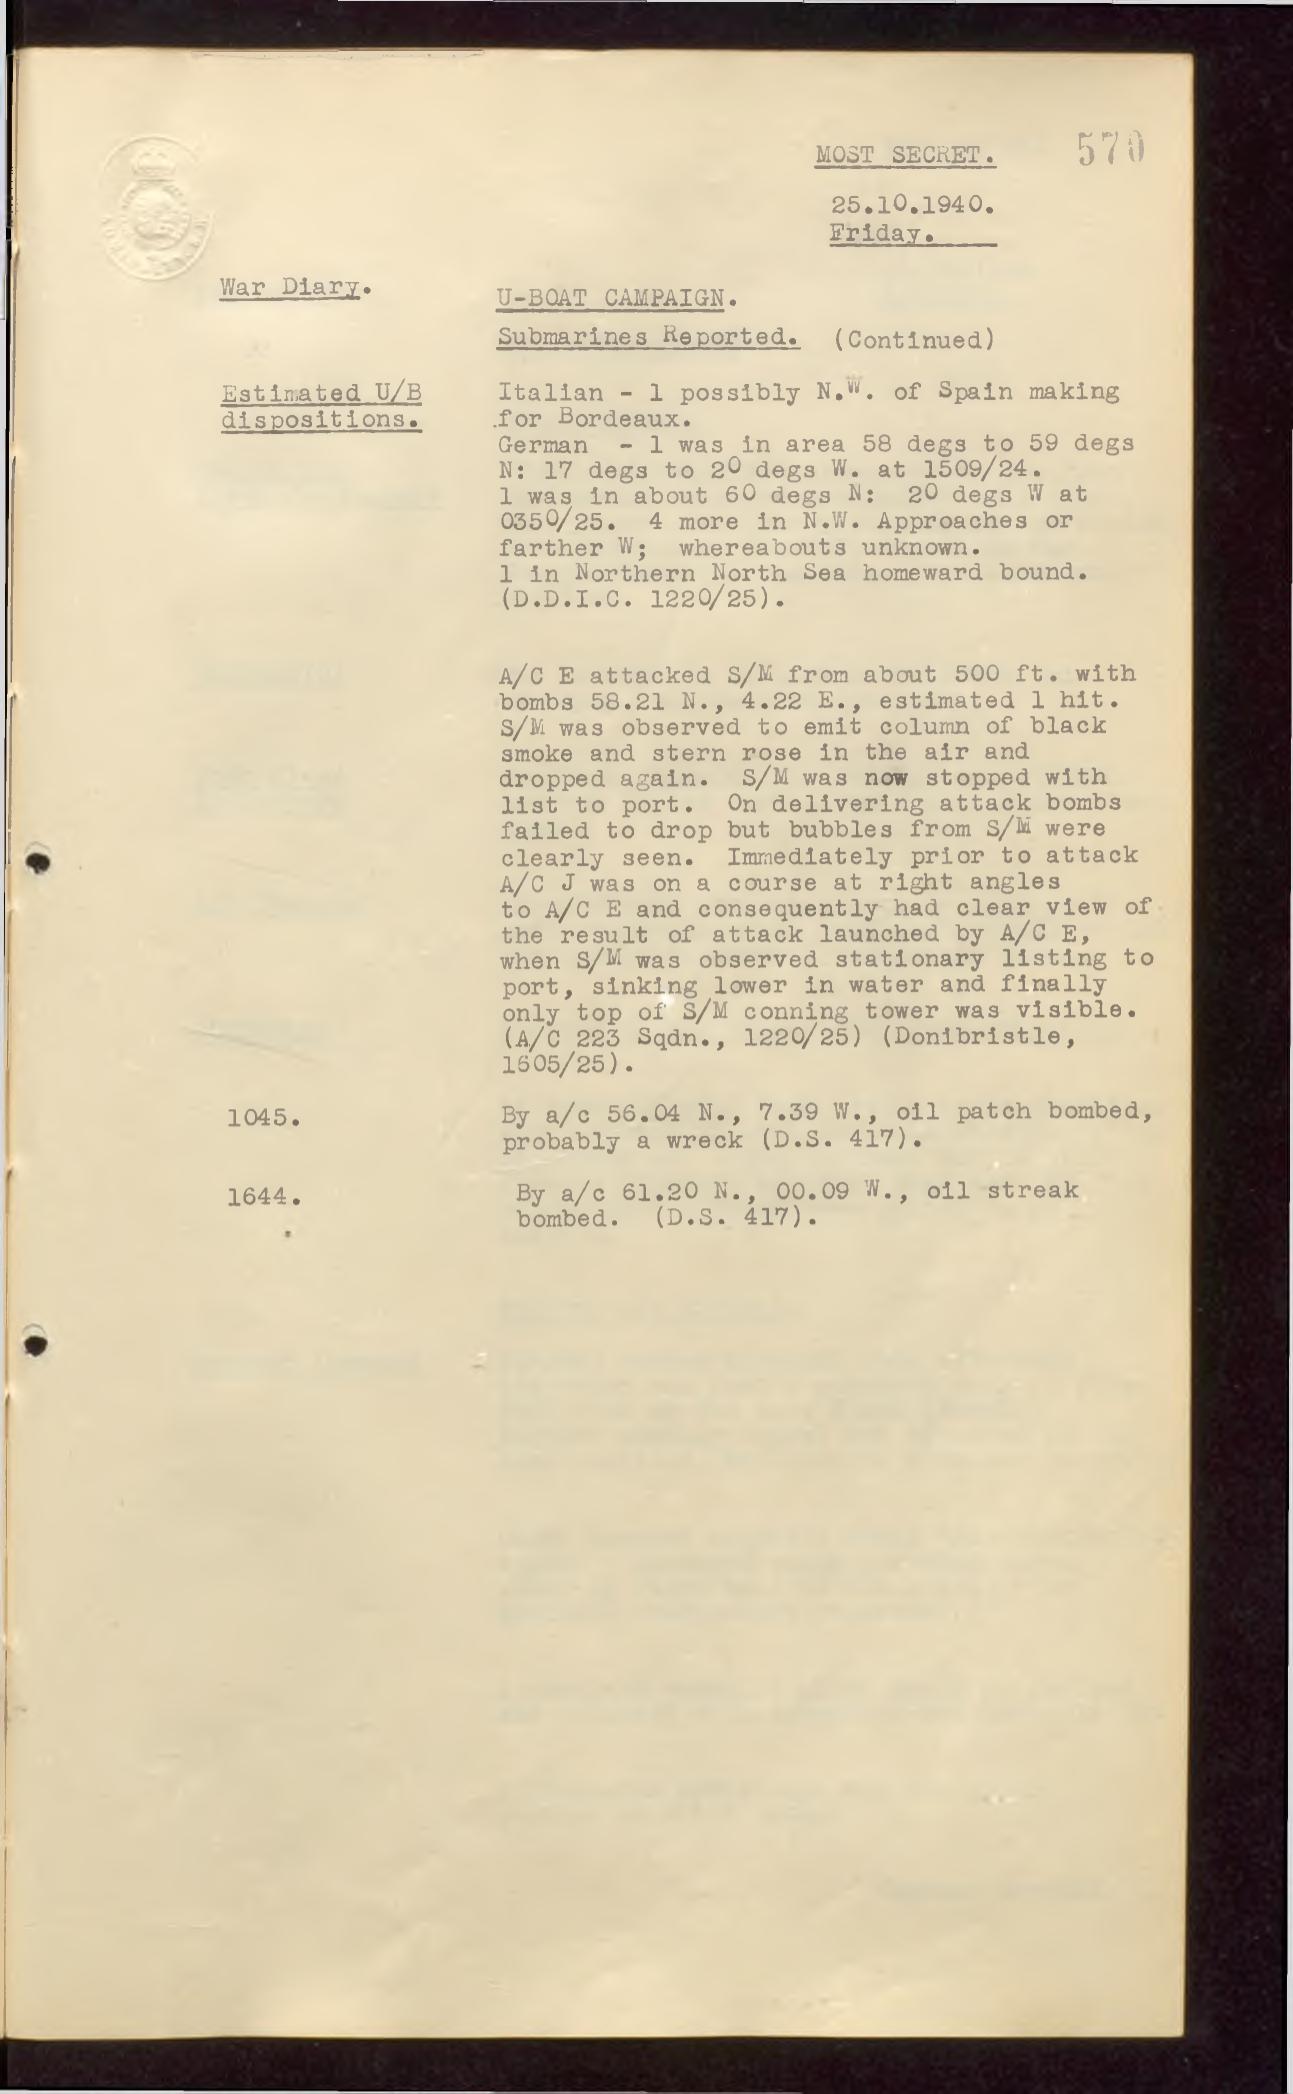 MOST SECRET. 570
25.10.1940.
Friday.
War Diary.
U-BOAT CAMPAIGN.
Submarines Reported. (Continued)
Estimated U/B
dispositions.
Italian - 1 possibly N.W. of Spain making
for Bordeaux.
German - 1 was in area 58 degs to 59 degs
N: 17 degs to 20 degs W. at 1509/24.
1 was in about 60 degs N: 20 degs W at
0350/25. 4 more in N.W. Approaches or
farther W; whereabouts unknown.
1 in Northern North Sea homeward bound.
(D.D.I.C. 1220/25).
A/C E attacked S/M from about 500 ft. with
bombs 58.21 N., 4.22 E., estimated 1 hit.
S/M was observed to emit column of black
smoke and stern rose in the air and
dropped again. S/M was now stopped with
list to port. On delivering attack bombs
failed to drop but bubbles from S/M were
clearly seen. Immediately prior to attack
A/C J was on a course at right angles
to A/C E and consequently had clear view of
the result of attack launched by A/C E,
when S/M was observed stationary listing to
port, sinking lower in water and finally
only top of S/M conning tower was visible.
(A/C 223 Sqdn., 1220/25) (Donibristle,
1605/25).
1045.
By a/c 56.04 N., 7.39 W., oil patch bombed,
probably a wreck (D.S. 417).
1644.
By a/c 61.20 N., 00.09 W., oil streak
bombed. (D.S. 417).